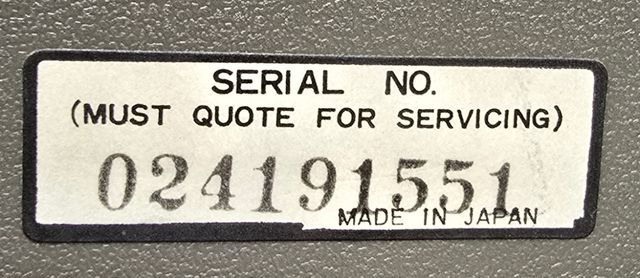 SERIAL NO.
(MUST QUOTE FOR SERVICING)
024191551
MADE IN JAPAN